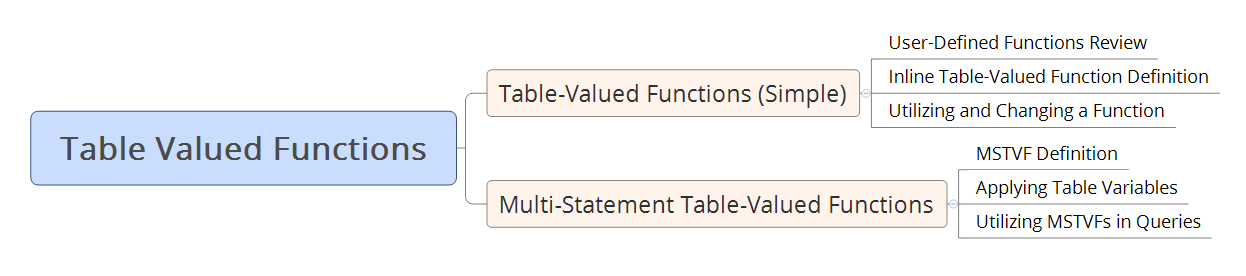 Table Valued Functions
Table-Valued Functions (Simple)
User-Defined Functions Review
Inline Table-Valued Function Definition
Utilizing and Changing a Function
Multi-Statement Table-Valued Functions
MSTVF Definition
Applying Table Variables
Utilizing MSTVFs in Queries